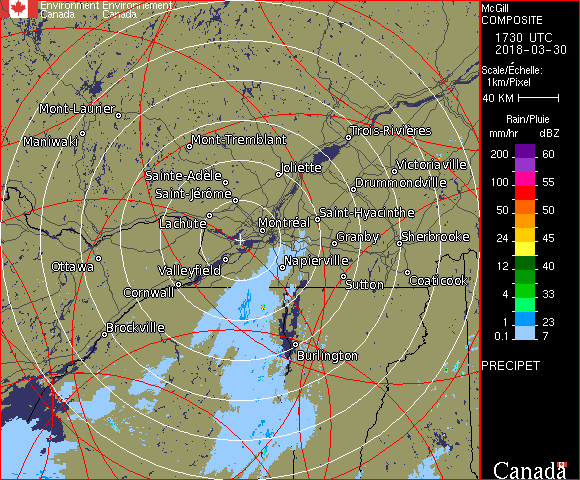 Environment Environnement
Canada Canada
McGill
COMPOSITE
1730 UTC
2018-03-30
Scale/Échelle:
1km/Pixel
40 KM
Rain/Pluie
mm/hr dBZ
200 60
150 57
100 55
50 50
24 45
12 40
4 33
1 23
0.1 7
PRECIPET
Canada
Mont-Laurier
Maniwaki
Mont-Tremblant
Trois-Rivières
Joliette
Victoriaville
Sainte-Adèle
Drummondville
Saint-Jérôme
Saint-Hyacinthe
Lachute
Montréal
Granby
Sherbrooke
Ottawa
Valleyfield
Napierville
Cornwall
Sutton
Coaticook
Brockville
Burlington